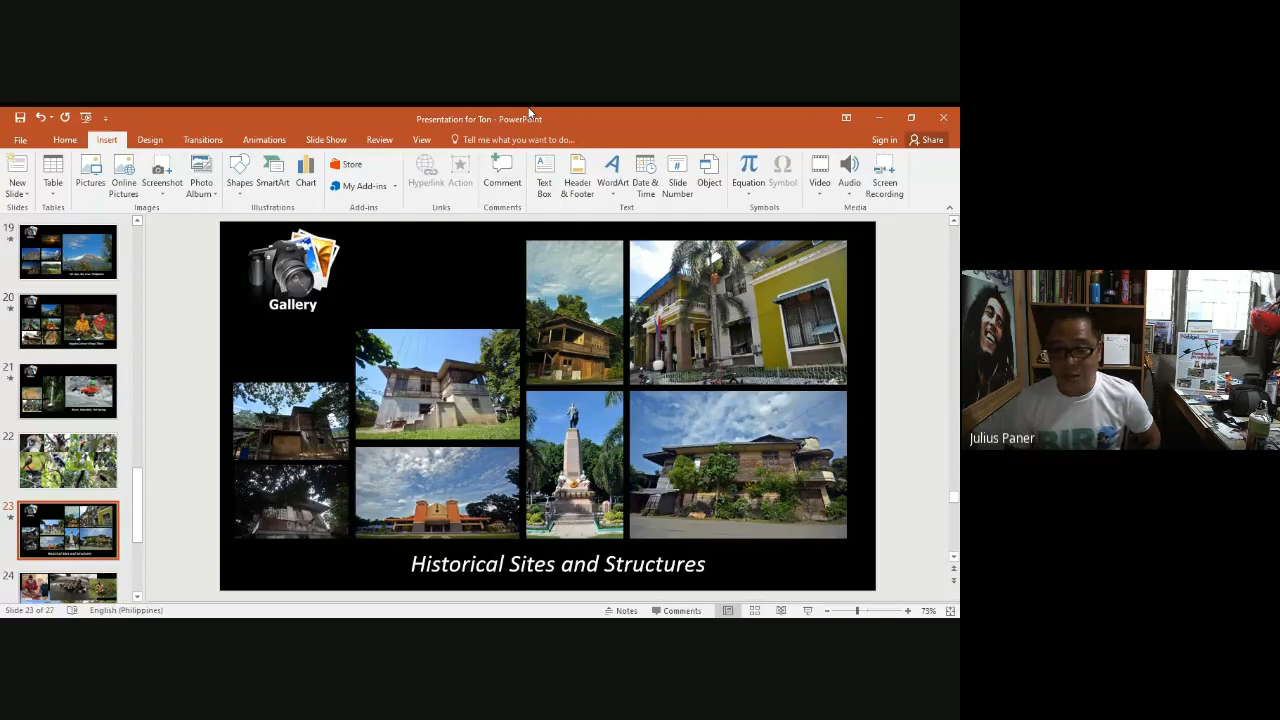 Presentation for Ton - PowerPoint
File Home Insert Design Transitions Animations Slide Show Review View Tell me what you want to do... Sign in Share
New Slide Table Pictures Online Pictures Screenshot Photo Album Shapes SmartArt Chart Store My Add-ins Hyperlink Action Comment Text Box Header & Footer WordArt Date & Time Slide Number Object Equation Symbol Video Audio Screen Recording
Slides Tables Images Illustrations Add-ins Links Comments Text Symbols Media
19
20
21
22
23
24
Gallery
Historical Sites and Structures
Slide 23 of 27 English (Philippines) Notes Comments 73%
Julius Paner